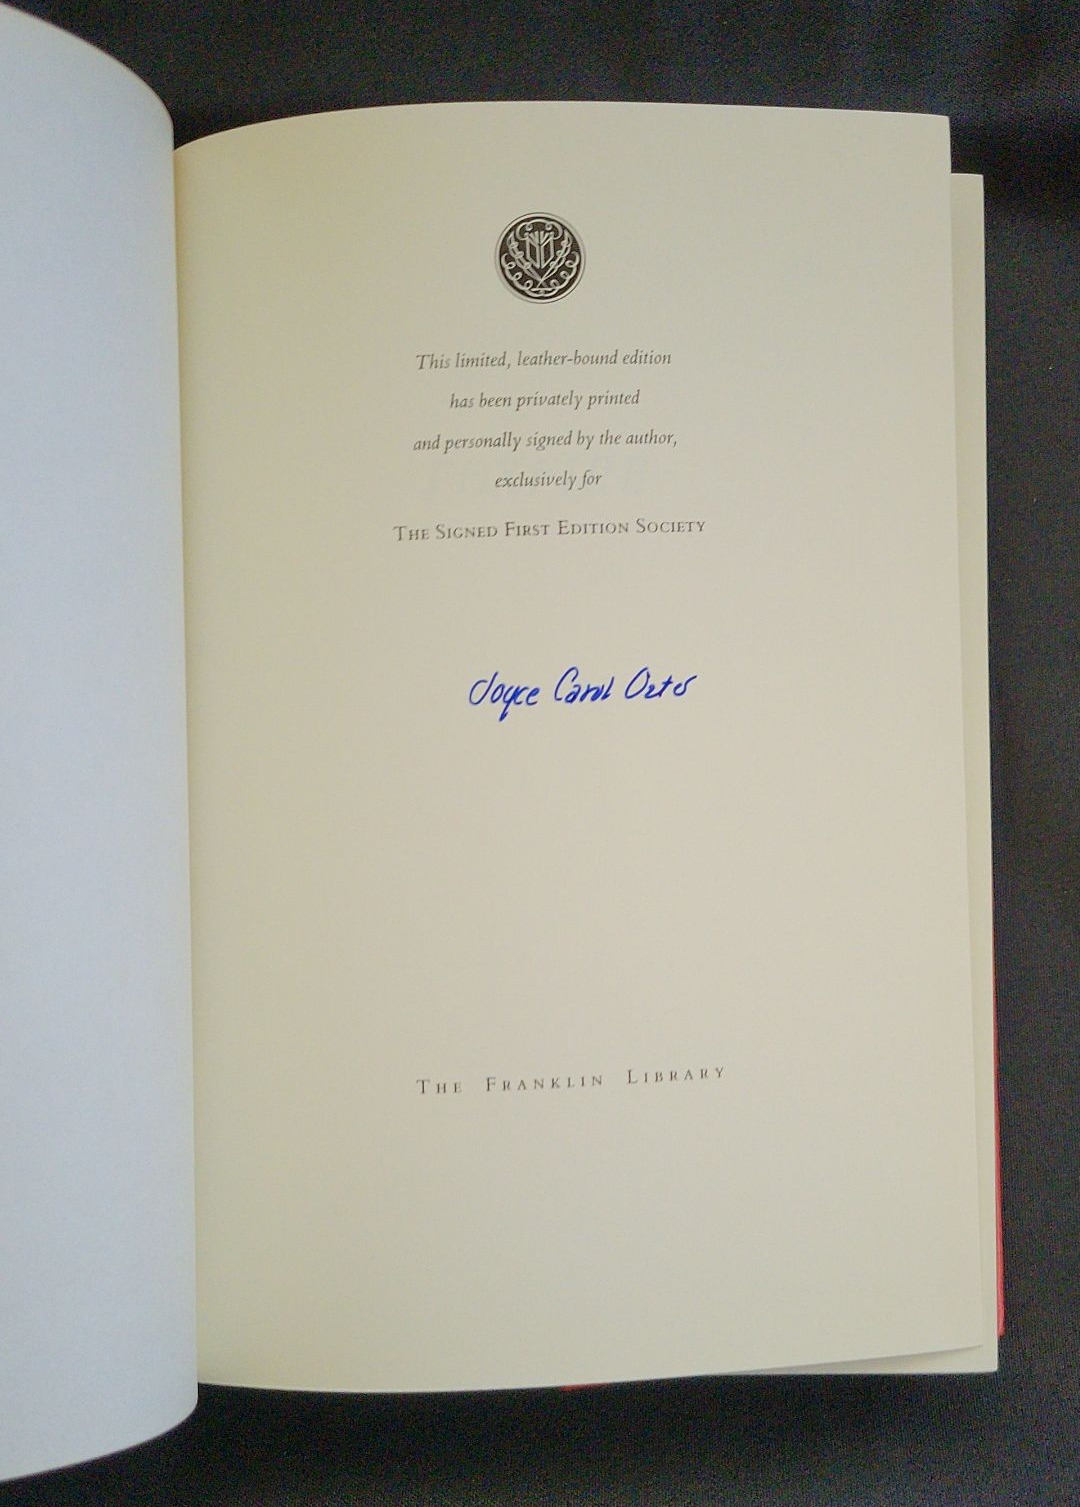 This limited, leather-bound edition
has been privately printed
and personally signed by the author,
exclusively for
THE SIGNED FIRST EDITION SOCIETY
Joyce Carol Oates
THE FRANKLIN LIBRARY